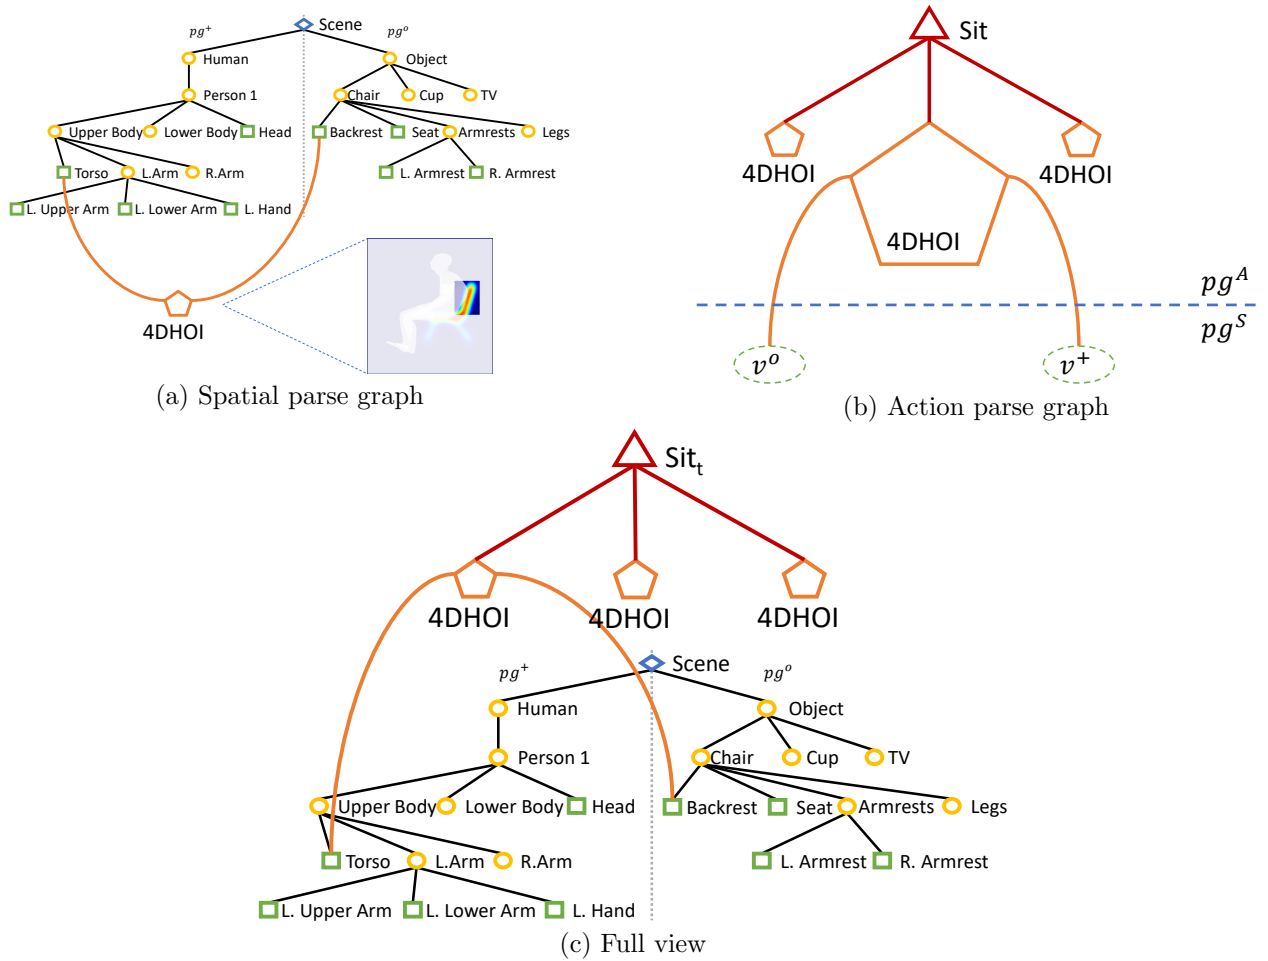 pg⁺ Scene pg⁰
Human Object
Person 1 Chair Cup TV
Upper Body Lower Body Head Backrest Seat Armrests Legs
Torso L.Arm R.Arm L. Armrest R. Armrest
L. Upper Arm L. Lower Arm L. Hand
4DHOI
(a) Spatial parse graph
Sit
4DHOI 4DHOI
4DHOI
pgᴬ
pgˢ
vᵒ v⁺
(b) Action parse graph
Sitₜ
4DHOI 4DHOI 4DHOI
pg⁺ Scene pgᵒ
Human Object
Person 1 Chair Cup TV
Upper Body Lower Body Head Backrest Seat Armrests Legs
Torso L.Arm R.Arm L. Armrest R. Armrest
L. Upper Arm L. Lower Arm L. Hand
(c) Full view